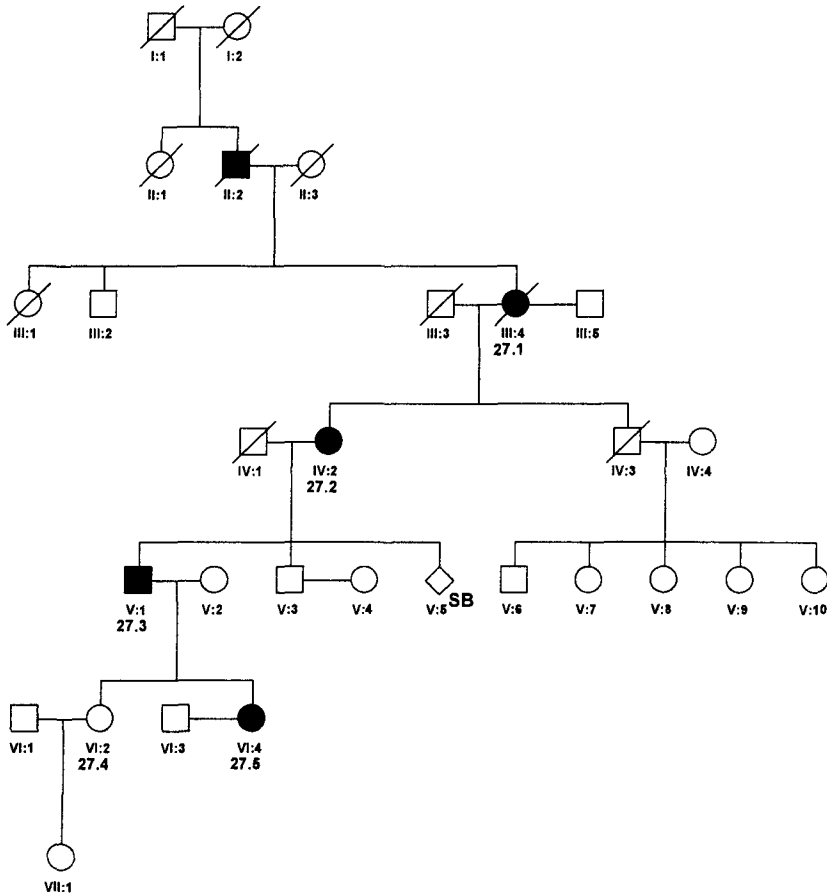 I:1 I:2
II:1 II:2 II:3
III:1 III:2 III:3 III:4 III:5
27.1
IV:1 IV:2 IV:3 IV:4
27.2
V:1 V:2 V:3 V:4 V:5 SB V:6 V:7 V:8 V:9 V:10
27.3
VI:1 VI:2 VI:3 VI:4
27.4 27.5
VII:1